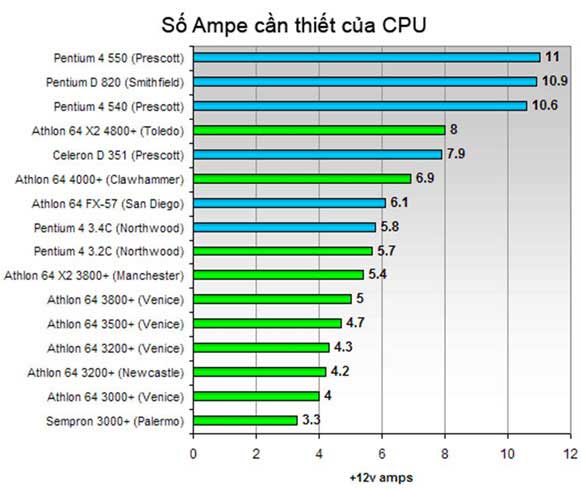 Số Ampe cần thiết của CPU
Pentium 4 550 (Prescott) 11
Pentium D 820 (Smithfield) 10.9
Pentium 4 540 (Prescott) 10.6
Athlon 64 X2 4800+ (Toledo) 8
Celeron D 351 (Prescott) 7.9
Athlon 64 4000+ (Clawhammer) 6.9
Athlon 64 FX-57 (San Diego) 6.1
Pentium 4 3.4C (Northwood) 5.8
Pentium 4 3.2C (Northwood) 5.7
Athlon 64 X2 3800+ (Manchester) 5.4
Athlon 64 3800+ (Venice) 5
Athlon 64 3500+ (Venice) 4.7
Athlon 64 3200+ (Venice) 4.3
Athlon 64 3200+ (Newcastle) 4.2
Athlon 64 3000+ (Venice) 4
Sempron 3000+ (Palermo) 3.3
0 2 4 6 8 10 12
+12v amps